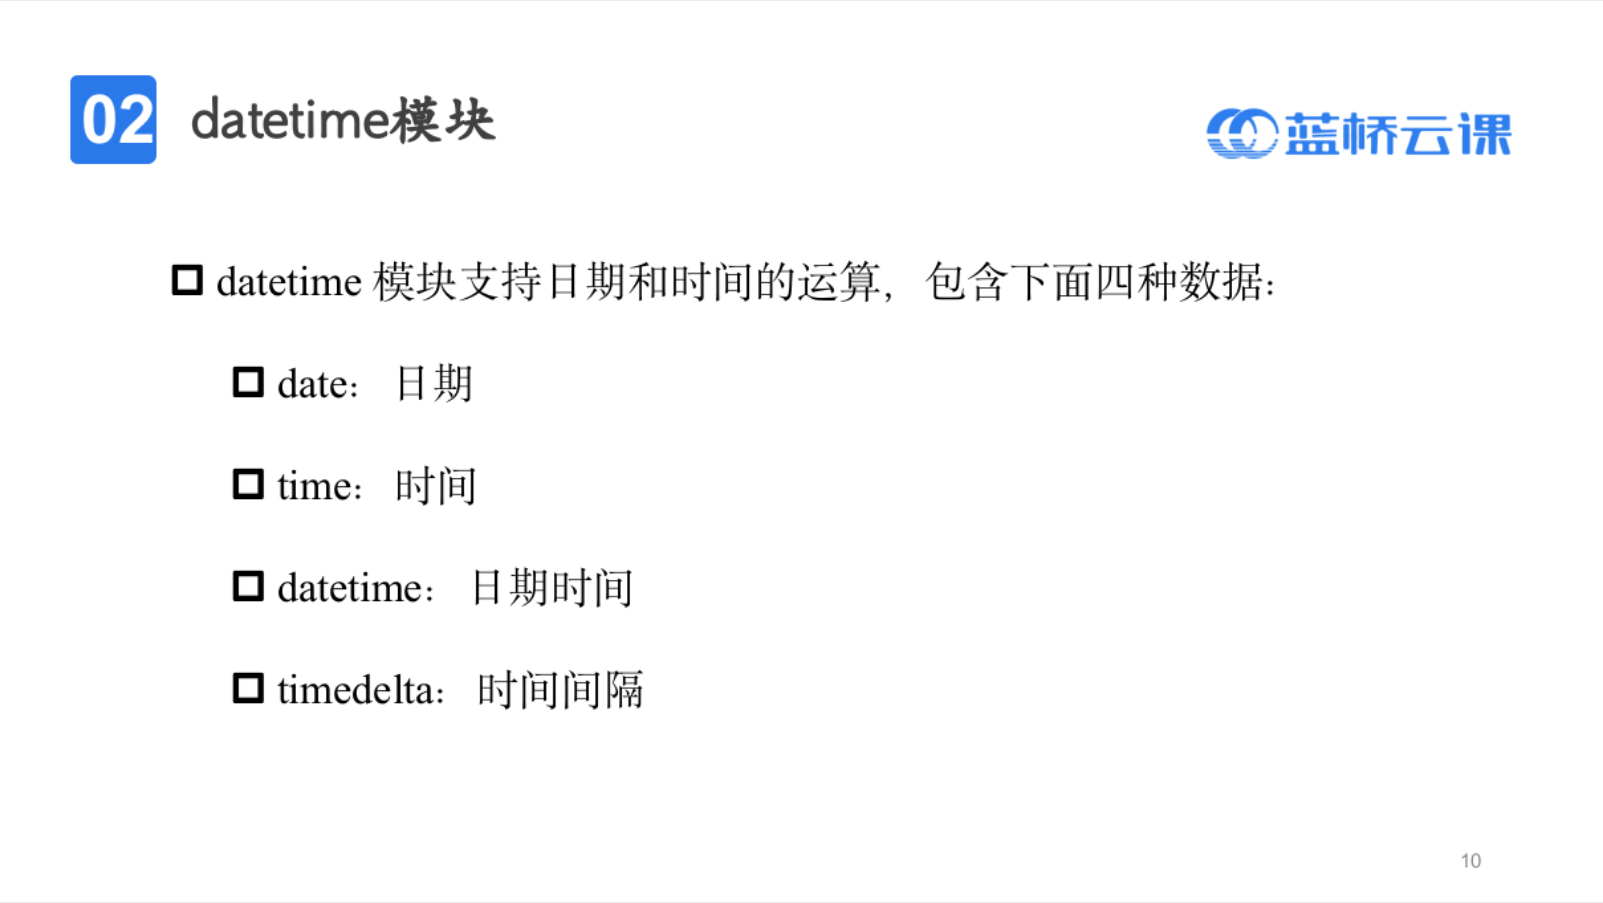 02 datetime模块
蓝桥云课
datetime 模块支持日期和时间的运算，包含下面四种数据：
date： 日期
time： 时间
datetime： 日期时间
timedelta： 时间间隔
10